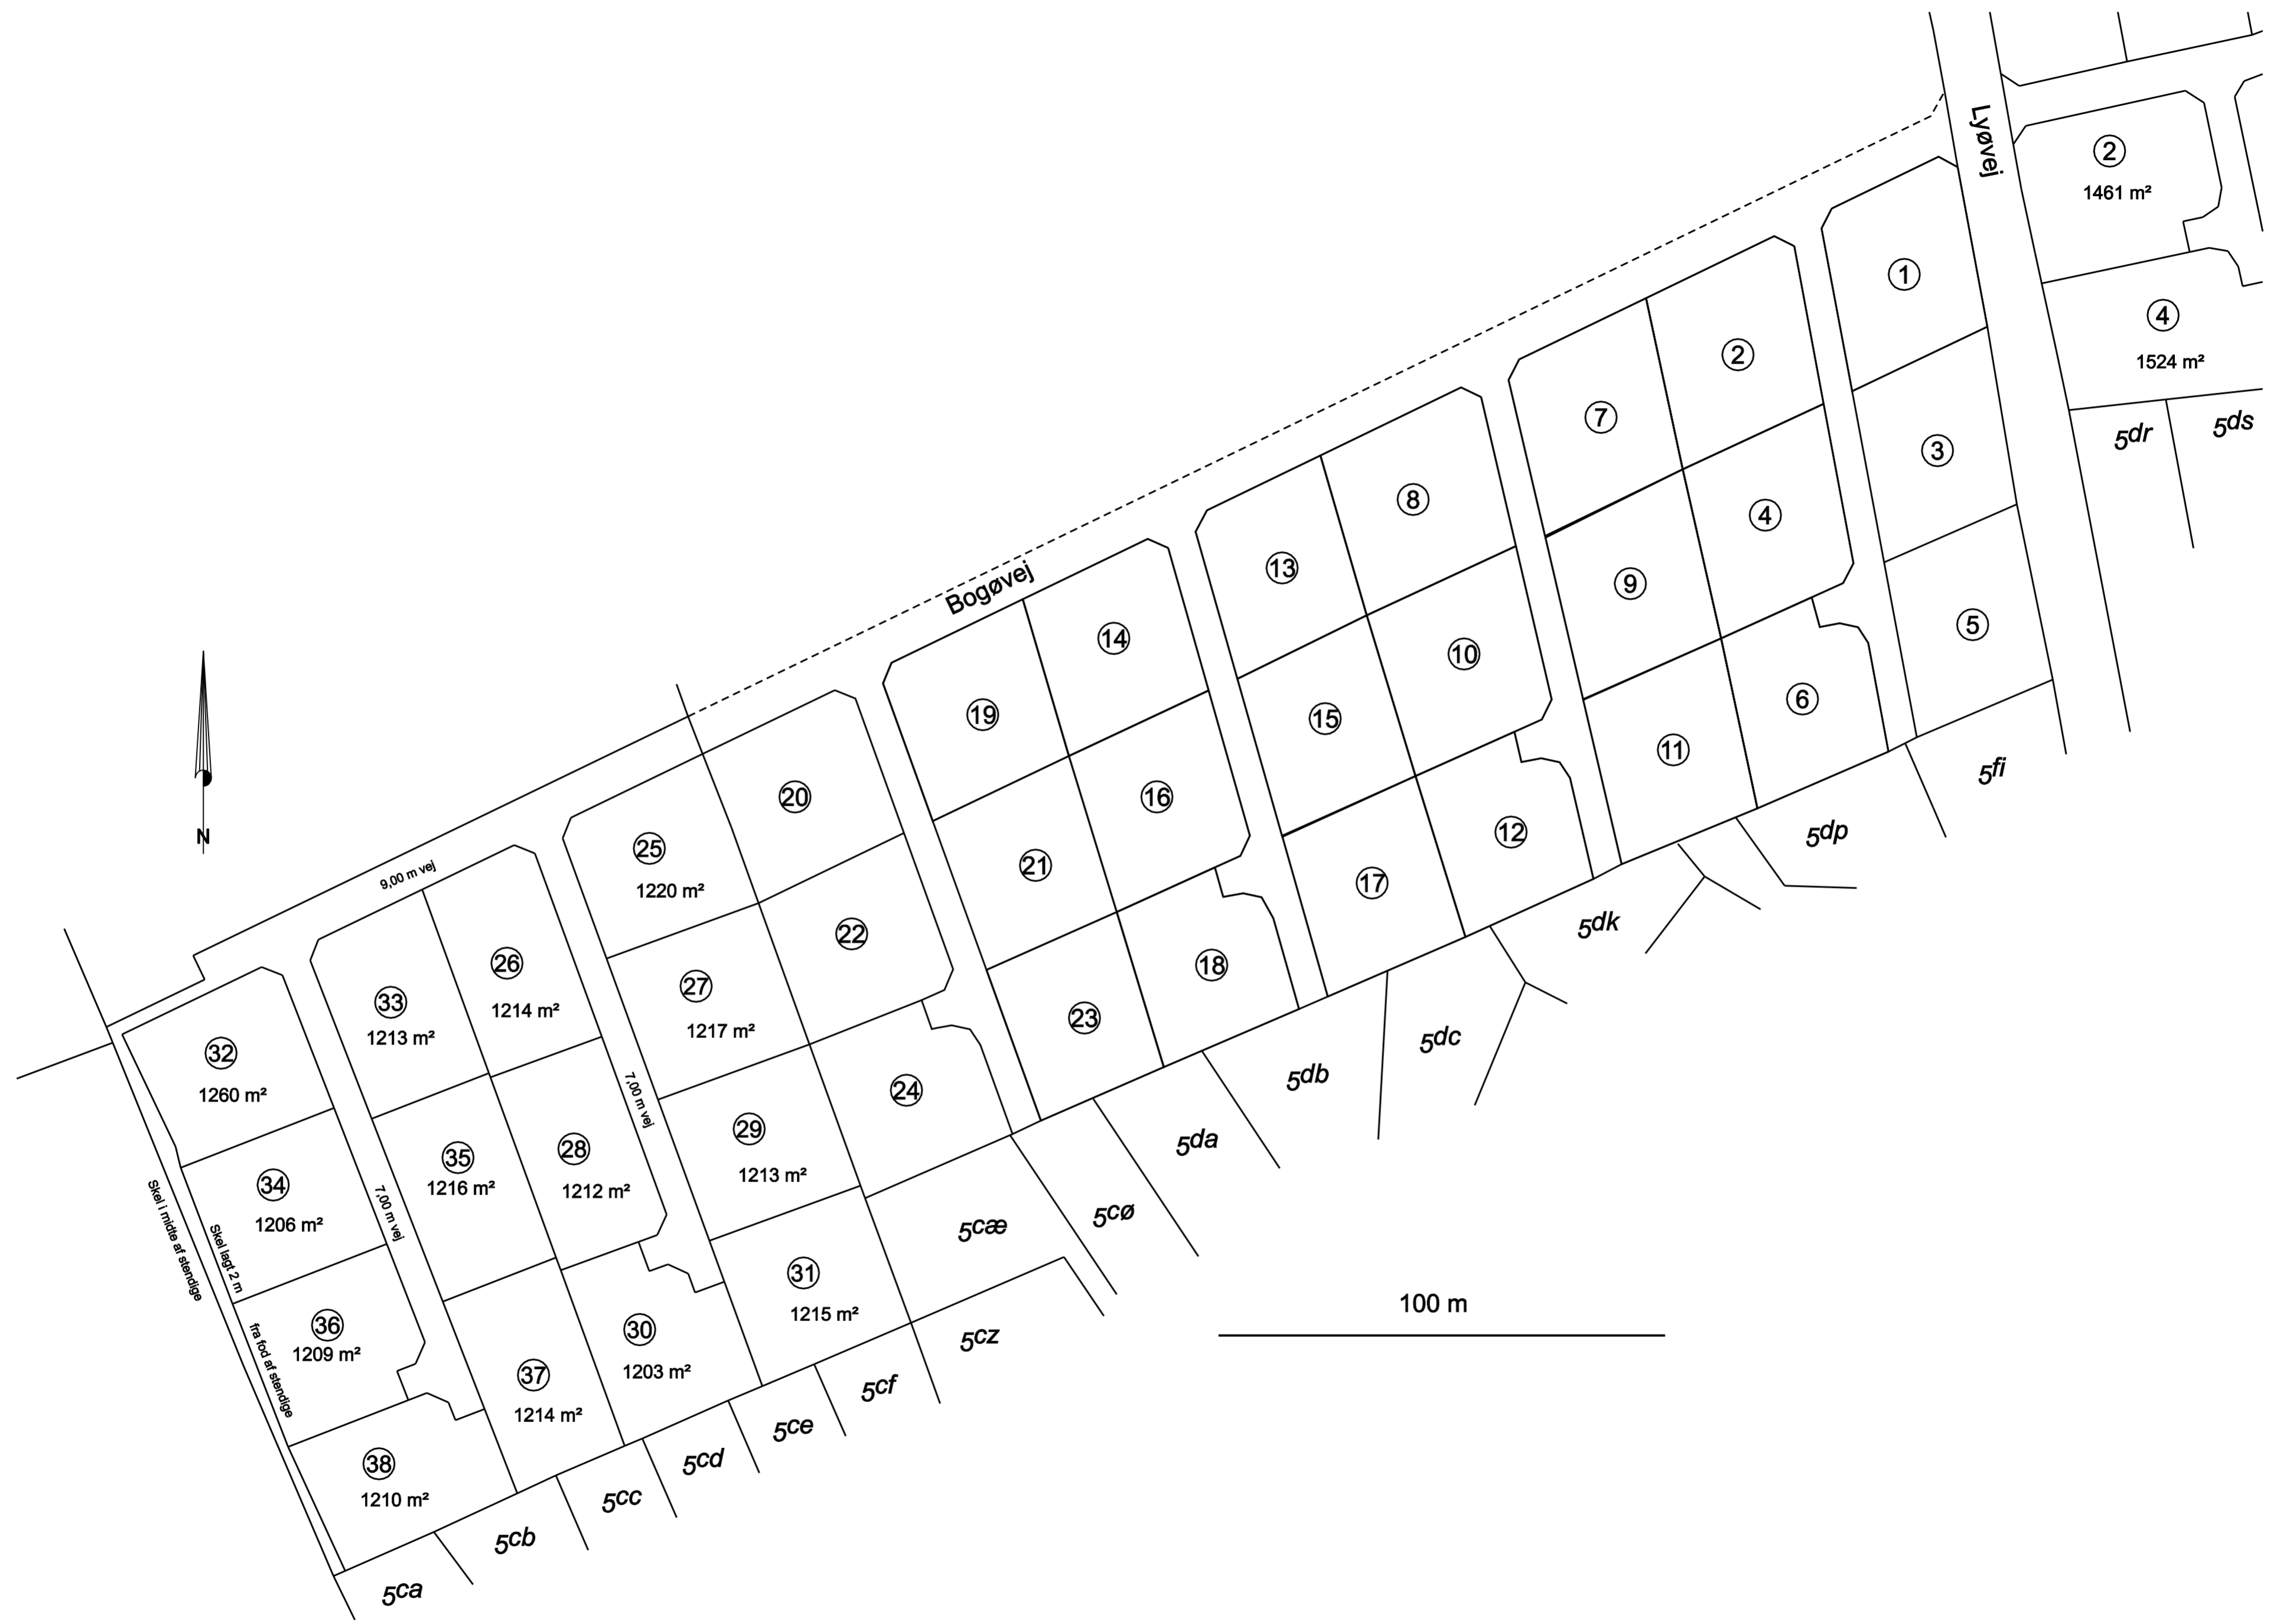 Lyøvej
2
1461 m²
4
1524 m²
5dr
5ds
1
3
5
5fi
2
4
6
5dp
7
9
11
8
10
12
5dk
13
15
17
5dc
Bogøvej
14
16
18
5db
19
21
23
5da
20
22
24
5cæ
5cø
5cz
25
1220 m²
27
1217 m²
29
1213 m²
31
1215 m²
5cf
5ce
7,00 m vej
9,00 m vej
26
1214 m²
28
1212 m²
30
1203 m²
5cd
33
1213 m²
35
1216 m²
37
1214 m²
5cc
5cb
7,00 m vej
32
1260 m²
34
1206 m²
36
1209 m²
38
1210 m²
5ca
Skel i midte af stendige
Skel lagt 2 m
fra fod af stendige
N
100 m